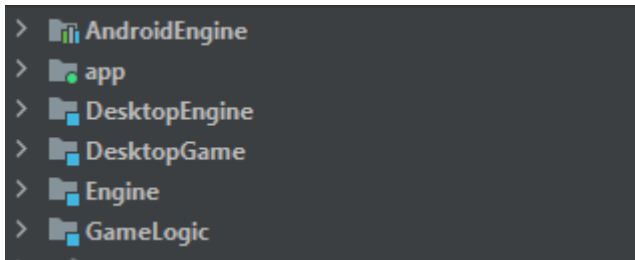 AndroidEngine
app
DesktopEngine
DesktopGame
Engine
GameLogic